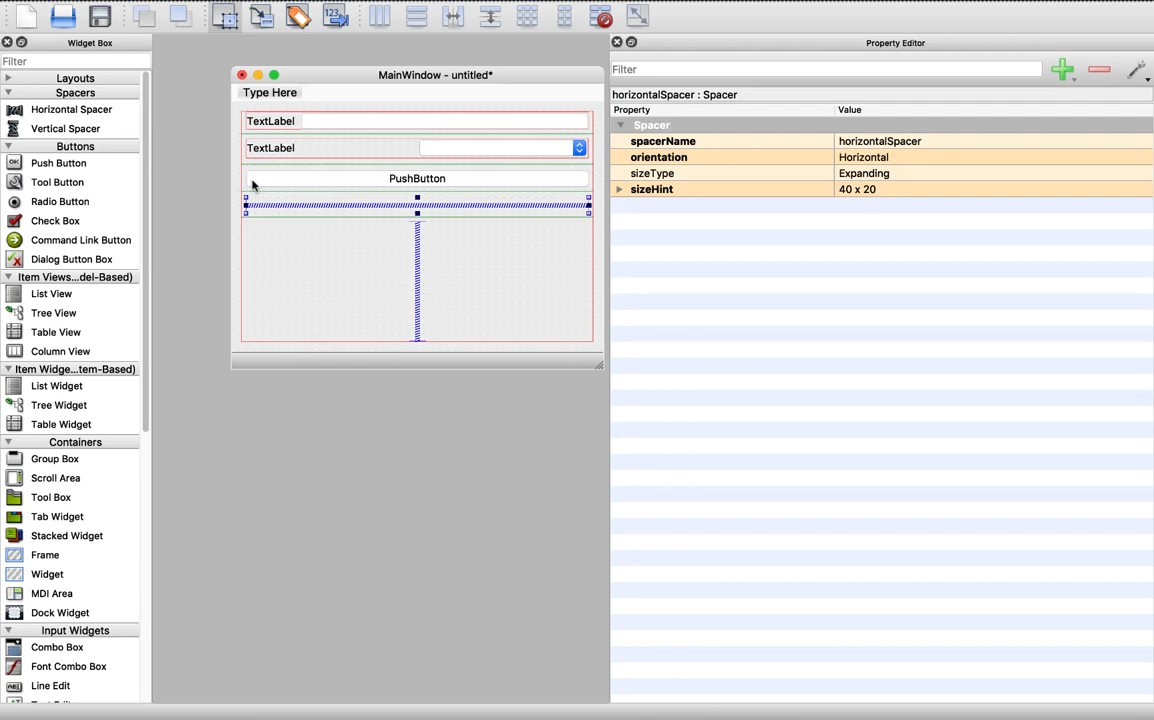 Widget Box
Property Editor
Filter
Filter
MainWindow - untitled*
Type Here
horizontalSpacer : Spacer
Property Value
Spacer
spacerName horizontalSpacer
orientation Horizontal
sizeType Expanding
sizeHint 40 x 20
TextLabel
TextLabel
PushButton
Layouts
Spacers
Horizontal Spacer
Vertical Spacer
Buttons
OK Push Button
Tool Button
Radio Button
Check Box
Command Link Button
Dialog Button Box
Item Views...del-Based)
List View
Tree View
Table View
Column View
Item Widge...tem-Based)
List Widget
Tree Widget
Table Widget
Containers
Group Box
Scroll Area
Tool Box
Tab Widget
Stacked Widget
Frame
Widget
MDI Area
Dock Widget
Input Widgets
Combo Box
Font Combo Box
Line Edit